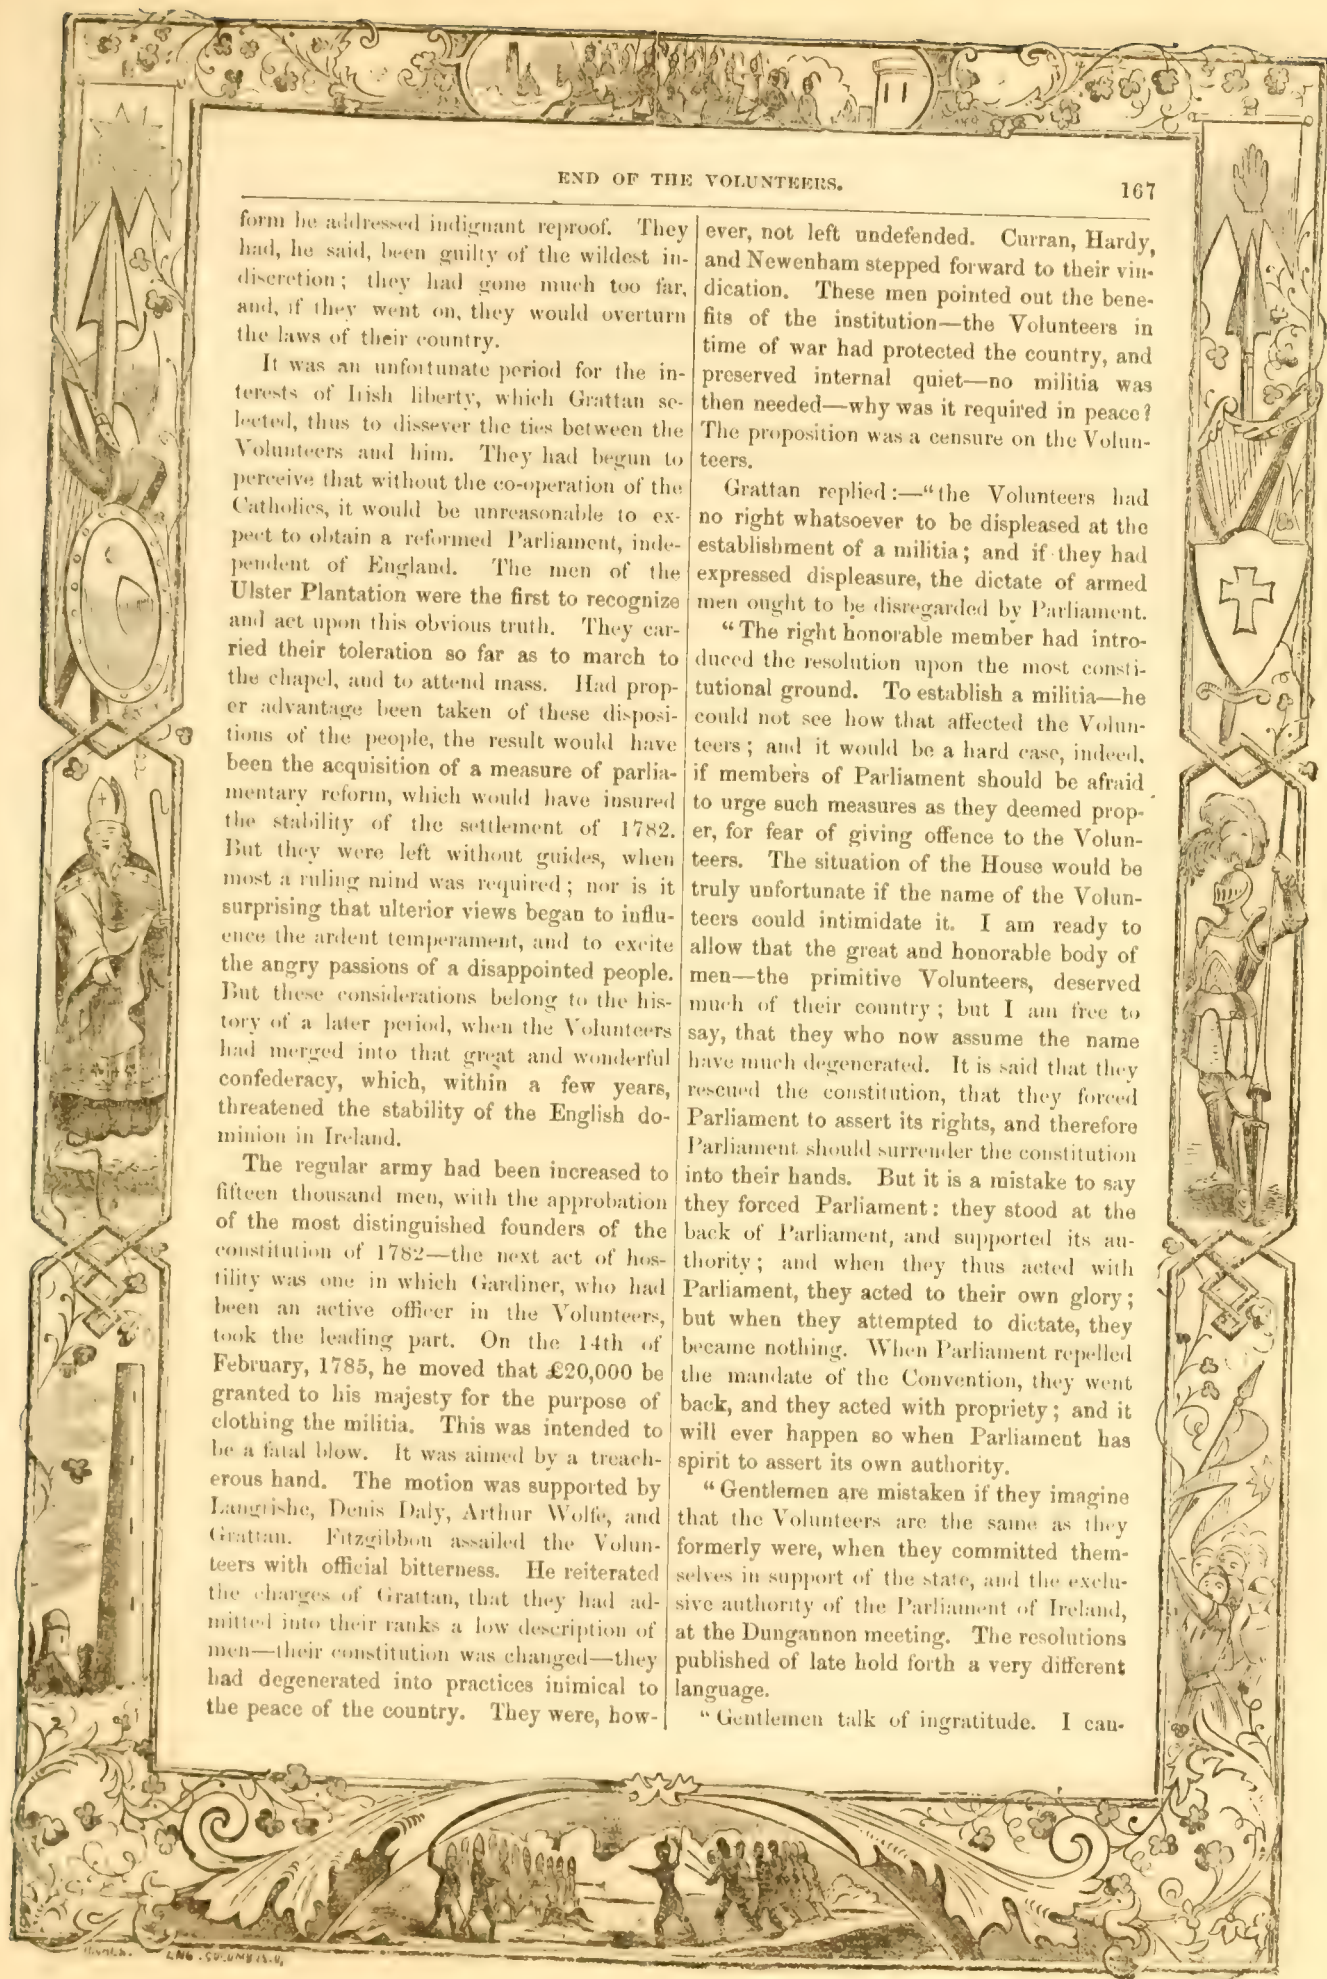 END OF THE VOLUNTEERS.
167
form he addressed indignant reproof. They
had, he said, been guilty of the wildest in-
discretion; they had gone much too far,
and, if they went on, they would overturn
the laws of their country.
It was an unfortunate period for the in-
terests of Irish liberty, which Grattan se-
lected, thus to dissever the ties between the
Volunteers and him. They had begun to
perceive that without the co-operation of the
Catholics, it would be unreasonable to ex-
pect to obtain a reformed Parliament, inde-
pendent of England. The men of the
Ulster Plantation were the first to recognize
and act upon this obvious truth. They car-
ried their toleration so far as to march to
the chapel, and to attend mass. Had prop-
er advantage been taken of these disposi-
tions of the people, the result would have
been the acquisition of a measure of parlia-
mentary reform, which would have insured
the stability of the settlement of 1782.
But they were left without guides, when
most a ruling mind was required; nor is it
surprising that ulterior views began to influ-
ence the ardent temperament, and to excite
the angry passions of a disappointed people.
But these considerations belong to the his-
tory of a later period, when the Volunteers
had merged into that great and wonderful
confederacy, which, within a few years,
threatened the stability of the English do-
minion in Ireland.
The regular army had been increased to
fifteen thousand men, with the approbation
of the most distinguished founders of the
constitution of 1782—the next act of hos-
tility was one in which Gardiner, who had
been an active officer in the Volunteers,
took the leading part. On the 14th of
February, 1785, he moved that £20,000 be
granted to his majesty for the purpose of
clothing the militia. This was intended to
be a fatal blow. It was aimed by a treach-
erous hand. The motion was supported by
Langrishe, Denis Daly, Arthur Wolfe, and
Grattan. Fitzgibbon assailed the Volun-
teers with official bitterness. He reiterated
the charges of Grattan, that they had ad-
mitted into their ranks a low description of
men—their constitution was changed—they
had degenerated into practices inimical to
the peace of the country. They were, how-
ever, not left undefended. Curran, Hardy,
and Newenham stepped forward to their vin-
dication. These men pointed out the bene-
fits of the institution—the Volunteers in
time of war had protected the country, and
preserved internal quiet—no militia was
then needed—why was it required in peace?
The proposition was a censure on the Volun-
teers.
Grattan replied:—"the Volunteers had
no right whatsoever to be displeased at the
establishment of a militia; and if they had
expressed displeasure, the dictate of armed
men ought to be disregarded by Parliament.
"The right honorable member had intro-
duced the resolution upon the most consti-
tutional ground. To establish a militia—he
could not see how that affected the Volun-
teers; and it would be a hard case, indeed,
if members of Parliament should be afraid
to urge such measures as they deemed prop-
er, for fear of giving offence to the Volun-
teers. The situation of the House would be
truly unfortunate if the name of the Volun-
teers could intimidate it. I am ready to
allow that the great and honorable body of
men—the primitive Volunteers, deserved
much of their country; but I am free to
say, that they who now assume the name
have much degenerated. It is said that they
rescued the constitution, that they forced
Parliament to assert its rights, and therefore
Parliament should surrender the constitution
into their hands. But it is a mistake to say
they forced Parliament: they stood at the
back of Parliament, and supported its au-
thority; and when they thus acted with
Parliament, they acted to their own glory;
but when they attempted to dictate, they
became nothing. When Parliament repelled
the mandate of the Convention, they went
back, and they acted with propriety; and it
will ever happen so when Parliament has
spirit to assert its own authority.
"Gentlemen are mistaken if they imagine
that the Volunteers are the same as they
formerly were, when they committed them-
selves in support of the state, and the exclu-
sive authority of the Parliament of Ireland,
at the Dungannon meeting. The resolutions
published of late hold forth a very different
language.
"Gentlemen talk of ingratitude. I can-